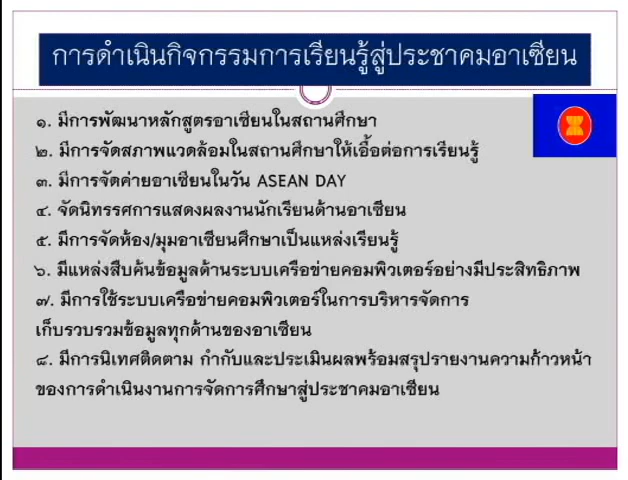 การดำเนินกิจกรรมการเรียนรู้สู่ประชาคมอาเซียน
๑. มีการพัฒนาหลักสูตรอาเซียนในสถานศึกษา
๒. มีการจัดสภาพแวดล้อมในสถานศึกษาให้เอื้อต่อการเรียนรู้
๓. มีการจัดค่ายอาเซียนในวัน ASEAN DAY
๔. จัดนิทรรศการแสดงผลงานนักเรียนด้านอาเซียน
๕. มีการจัดห้อง/มุมอาเซียนศึกษาเป็นแหล่งเรียนรู้
๖. มีแหล่งสืบค้นข้อมูลด้านระบบเครือข่ายคอมพิวเตอร์อย่างมีประสิทธิภาพ
๗. มีการใช้ระบบเครือข่ายคอมพิวเตอร์ในการบริหารจัดการ
เก็บรวบรวมข้อมูลทุกด้านของอาเซียน
๘. มีการนิเทศติดตาม กำกับและประเมินผลพร้อมสรุปรายงานความก้าวหน้า
ของการดำเนินงานการจัดการศึกษาสู่ประชาคมอาเซียน